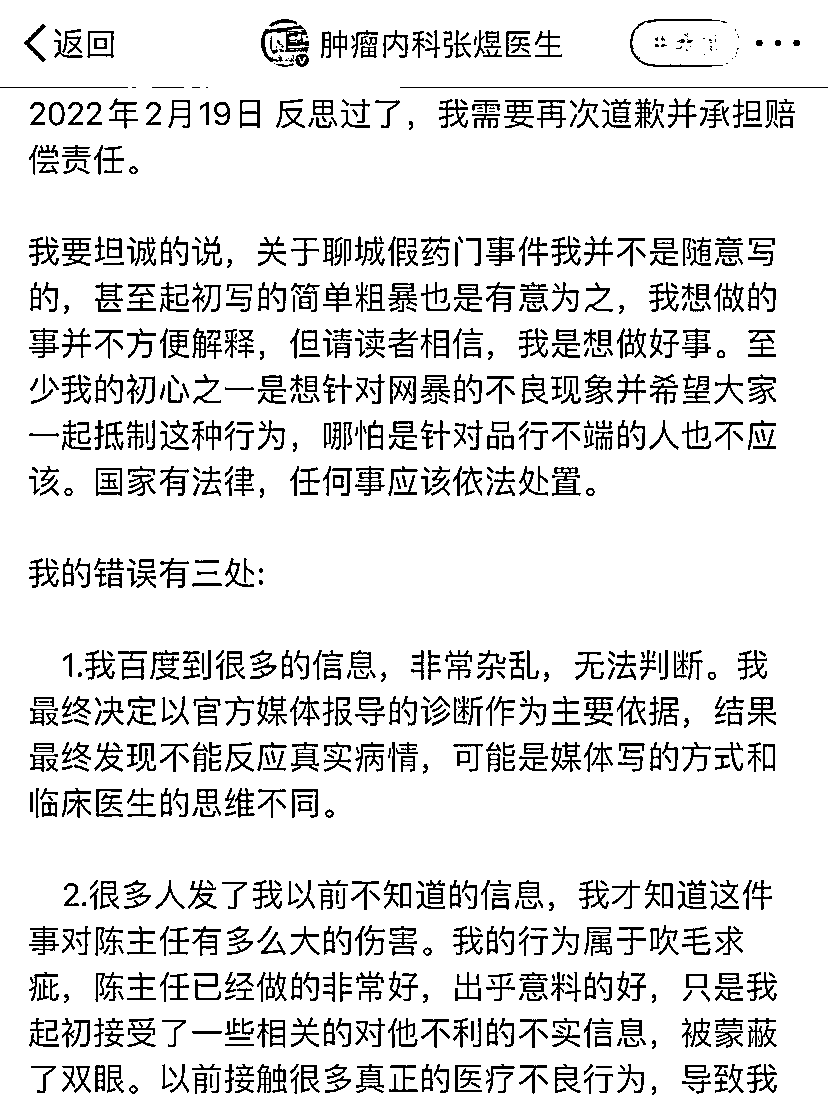 返回
肿瘤内科张煜医生
2022年2月19日 反思过了，我需要再次道歉并承担赔
偿责任。
我要坦诚的说，关于聊城假药门事件我并不是随意写
的，甚至起初写的简单粗暴也是有意为之，我想做的
事并不方便解释，但请读者相信，我是想做好事。至
少我的初心之一是想针对网暴的不良现象并希望大家
一起抵制这种行为，哪怕是针对品行不端的人也不应
该。国家有法律，任何事应该依法处置。
我的错误有三处:
1.我百度到很多的信息，非常杂乱，无法判断。我
最终决定以官方媒体报导的诊断作为主要依据，结果
最终发现不能反应真实病情，可能是媒体写的方式和
临床医生的思维不同。
2.很多人发了我以前不知道的信息，我才知道这件
事对陈主任有多么大的伤害。我的行为属于吹毛求
疵，陈主任已经做的非常好，出乎意料的好，只是我
起初接受了一些相关的对他不利的不实信息，被蒙蔽
了双眼。以前接触很多真正的医疗不良行为，导致我